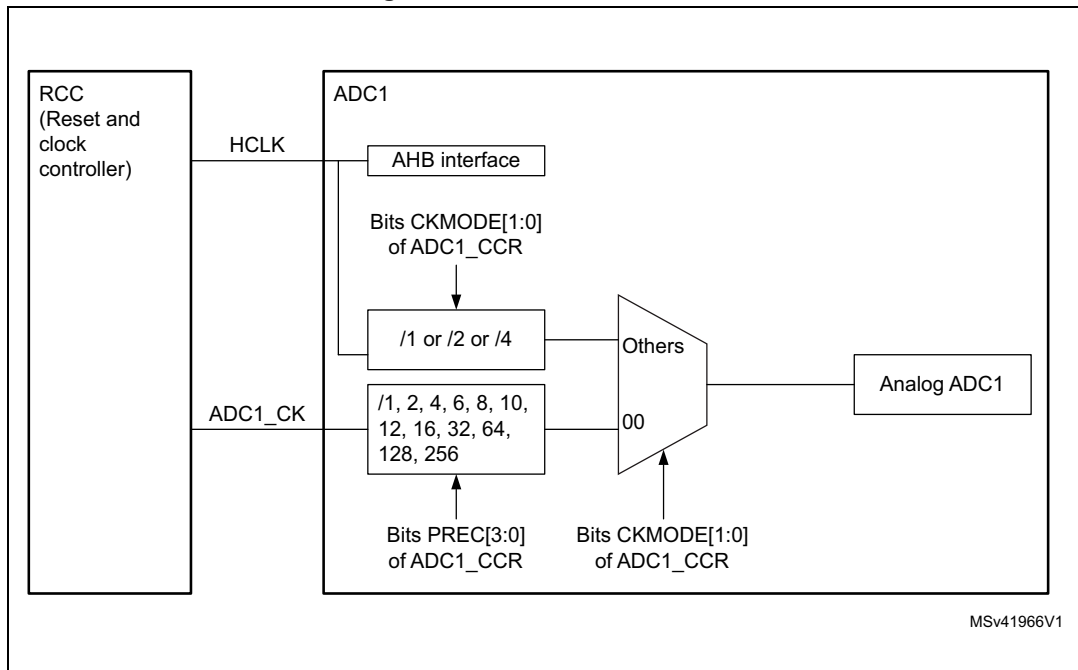 RCC
(Reset and
clock
controller)
HCLK
ADC1_CK
ADC1
AHB interface
Bits CKMODE[1:0]
of ADC1_CCR
/1 or /2 or /4
/1, 2, 4, 6, 8, 10,
12, 16, 32, 64,
128, 256
Bits PREC[3:0]
of ADC1_CCR
Others
00
Bits CKMODE[1:0]
of ADC1_CCR
Analog ADC1
MSv41966V1